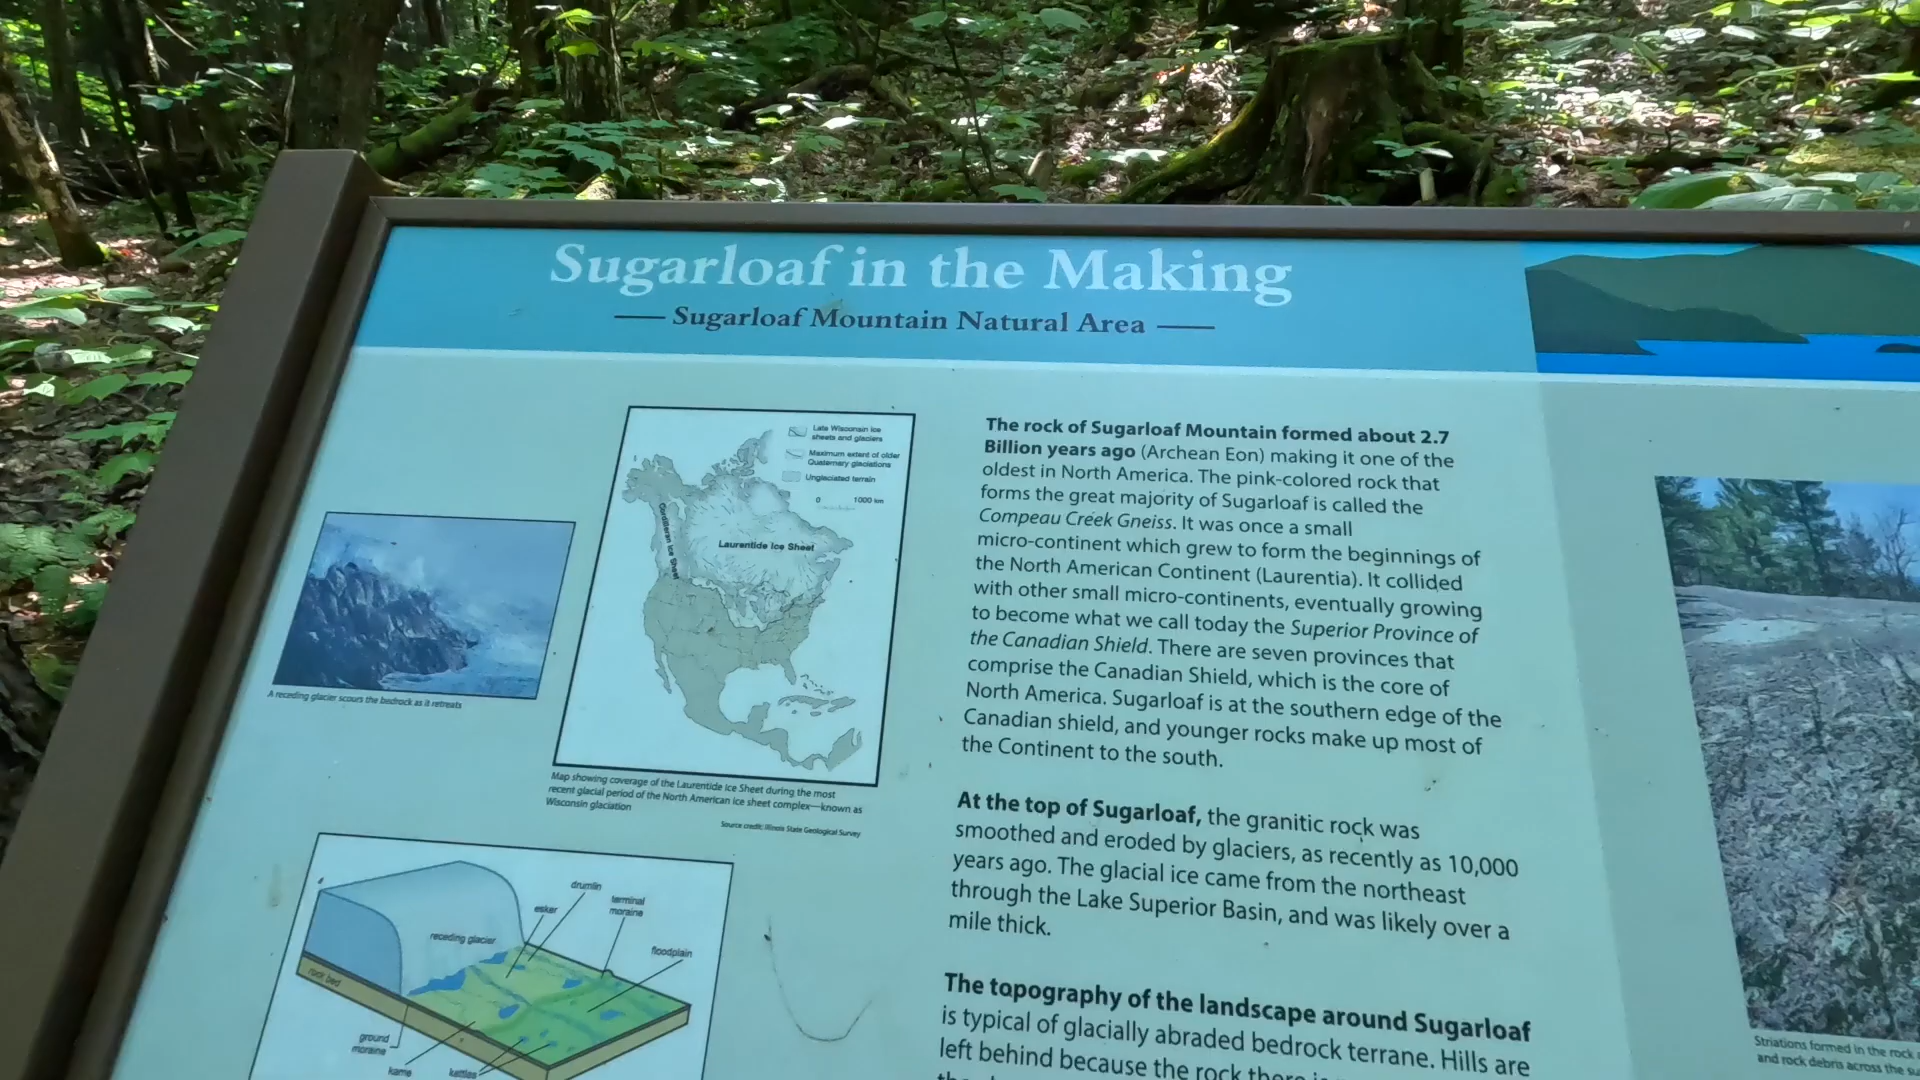 Sugarloaf in the Making
Sugarloaf Mountain Natural Area
Late Wisconsin ice
sheets and glaciers
Maximum extent of older
Quaternary glaciations
Unglaciated terrain
0 1000 km
Cordilleran Ice Sheet
Laurentide Ice Sheet
A receding glacier scours the bedrock as it retreats
Map showing coverage of the Laurentide Ice Sheet during the most
recent glacial period of the North American ice sheet complex—known as
Wisconsin glaciation
Source credit: Illinois State Geological Survey
drumlin
esker
terminal
moraine
receding glacier
floodplain
rock bed
ground
moraine
kame
kettles
The rock of Sugarloaf Mountain formed about 2.7
Billion years ago (Archean Eon) making it one of the
oldest in North America. The pink-colored rock that
forms the great majority of Sugarloaf is called the
Compeau Creek Gneiss. It was once a small
micro-continent which grew to form the beginnings of
the North American Continent (Laurentia). It collided
with other small micro-continents, eventually growing
to become what we call today the Superior Province of
the Canadian Shield. There are seven provinces that
comprise the Canadian Shield, which is the core of
North America. Sugarloaf is at the southern edge of the
Canadian shield, and younger rocks make up most of
the Continent to the south.
At the top of Sugarloaf, the granitic rock was
smoothed and eroded by glaciers, as recently as 10,000
years ago. The glacial ice came from the northeast
through the Lake Superior Basin, and was likely over a
mile thick.
The topography of the landscape around Sugarloaf
is typical of glacially abraded bedrock terrane. Hills are
left behind because the rock there
Striations formed in the rock
and rock debris across the